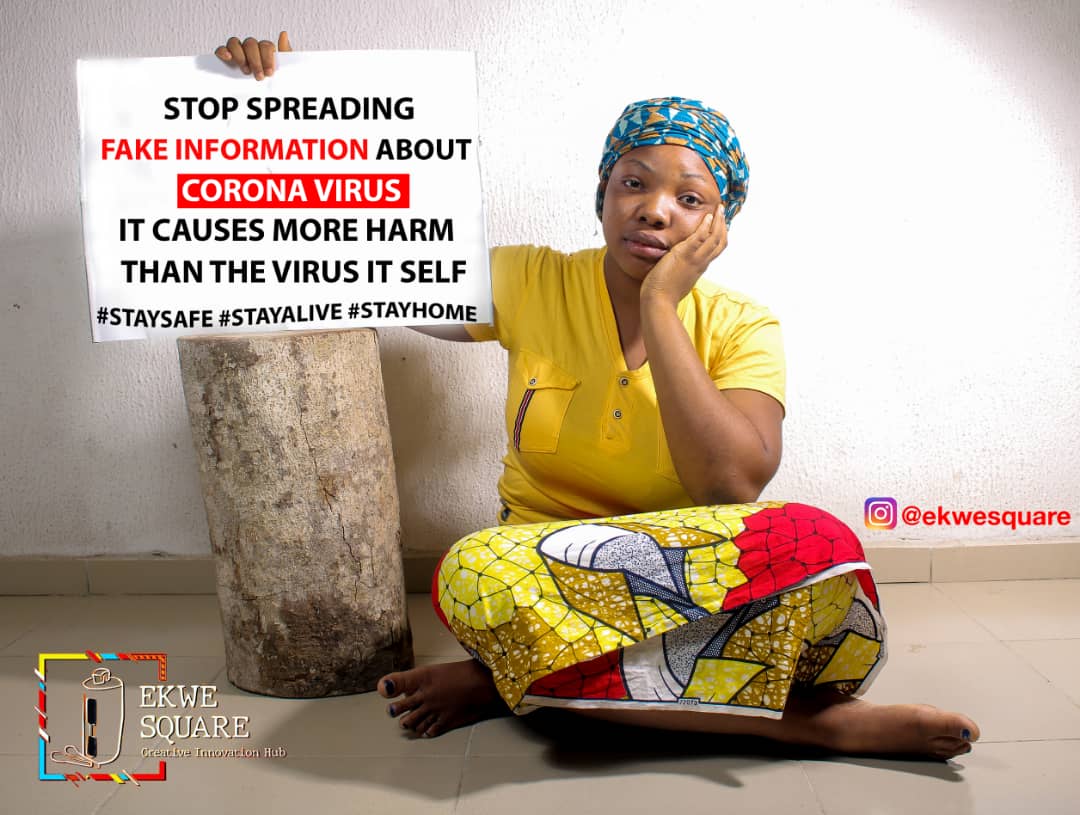 STOP SPREADING
FAKE INFORMATION ABOUT
CORONA VIRUS
IT CAUSES MORE HARM
THAN THE VIRUS IT SELF
#STAYSAFE #STAYALIVE #STAYHOME
@ekwesquare
EKWE
SQUARE
Creative Innovation Hub